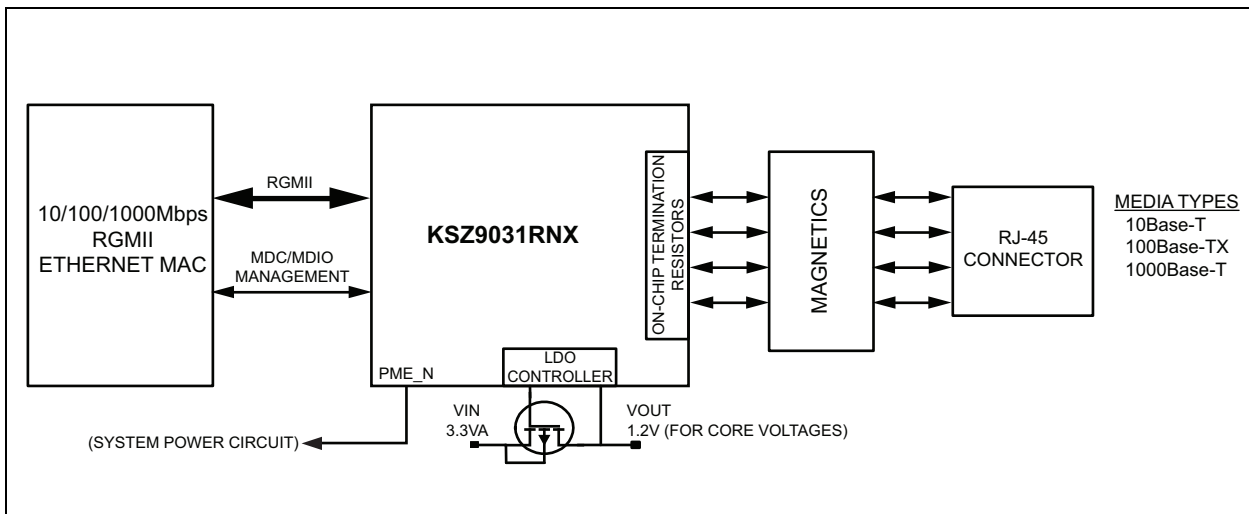 10/100/1000Mbps
RGMII
ETHERNET MAC
RGMII
MDC/MDIO
MANAGEMENT
KSZ9031RNX
ON-CHIP TERMINATION
RESISTORS
PME_N
LDO
CONTROLLER
(SYSTEM POWER CIRCUIT)
VIN
3.3VA
VOUT
1.2V (FOR CORE VOLTAGES)
MAGNETICS
RJ-45
CONNECTOR
MEDIA TYPES
10Base-T
100Base-TX
1000Base-T